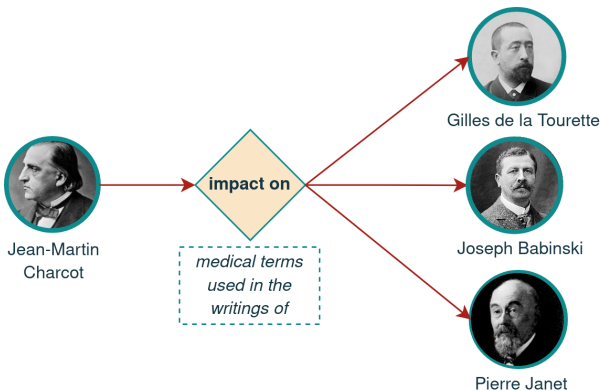 Jean-Martin
Charcot
impact on
medical terms
used in the
writings of
Gilles de la Tourette
Joseph Babinski
Pierre Janet